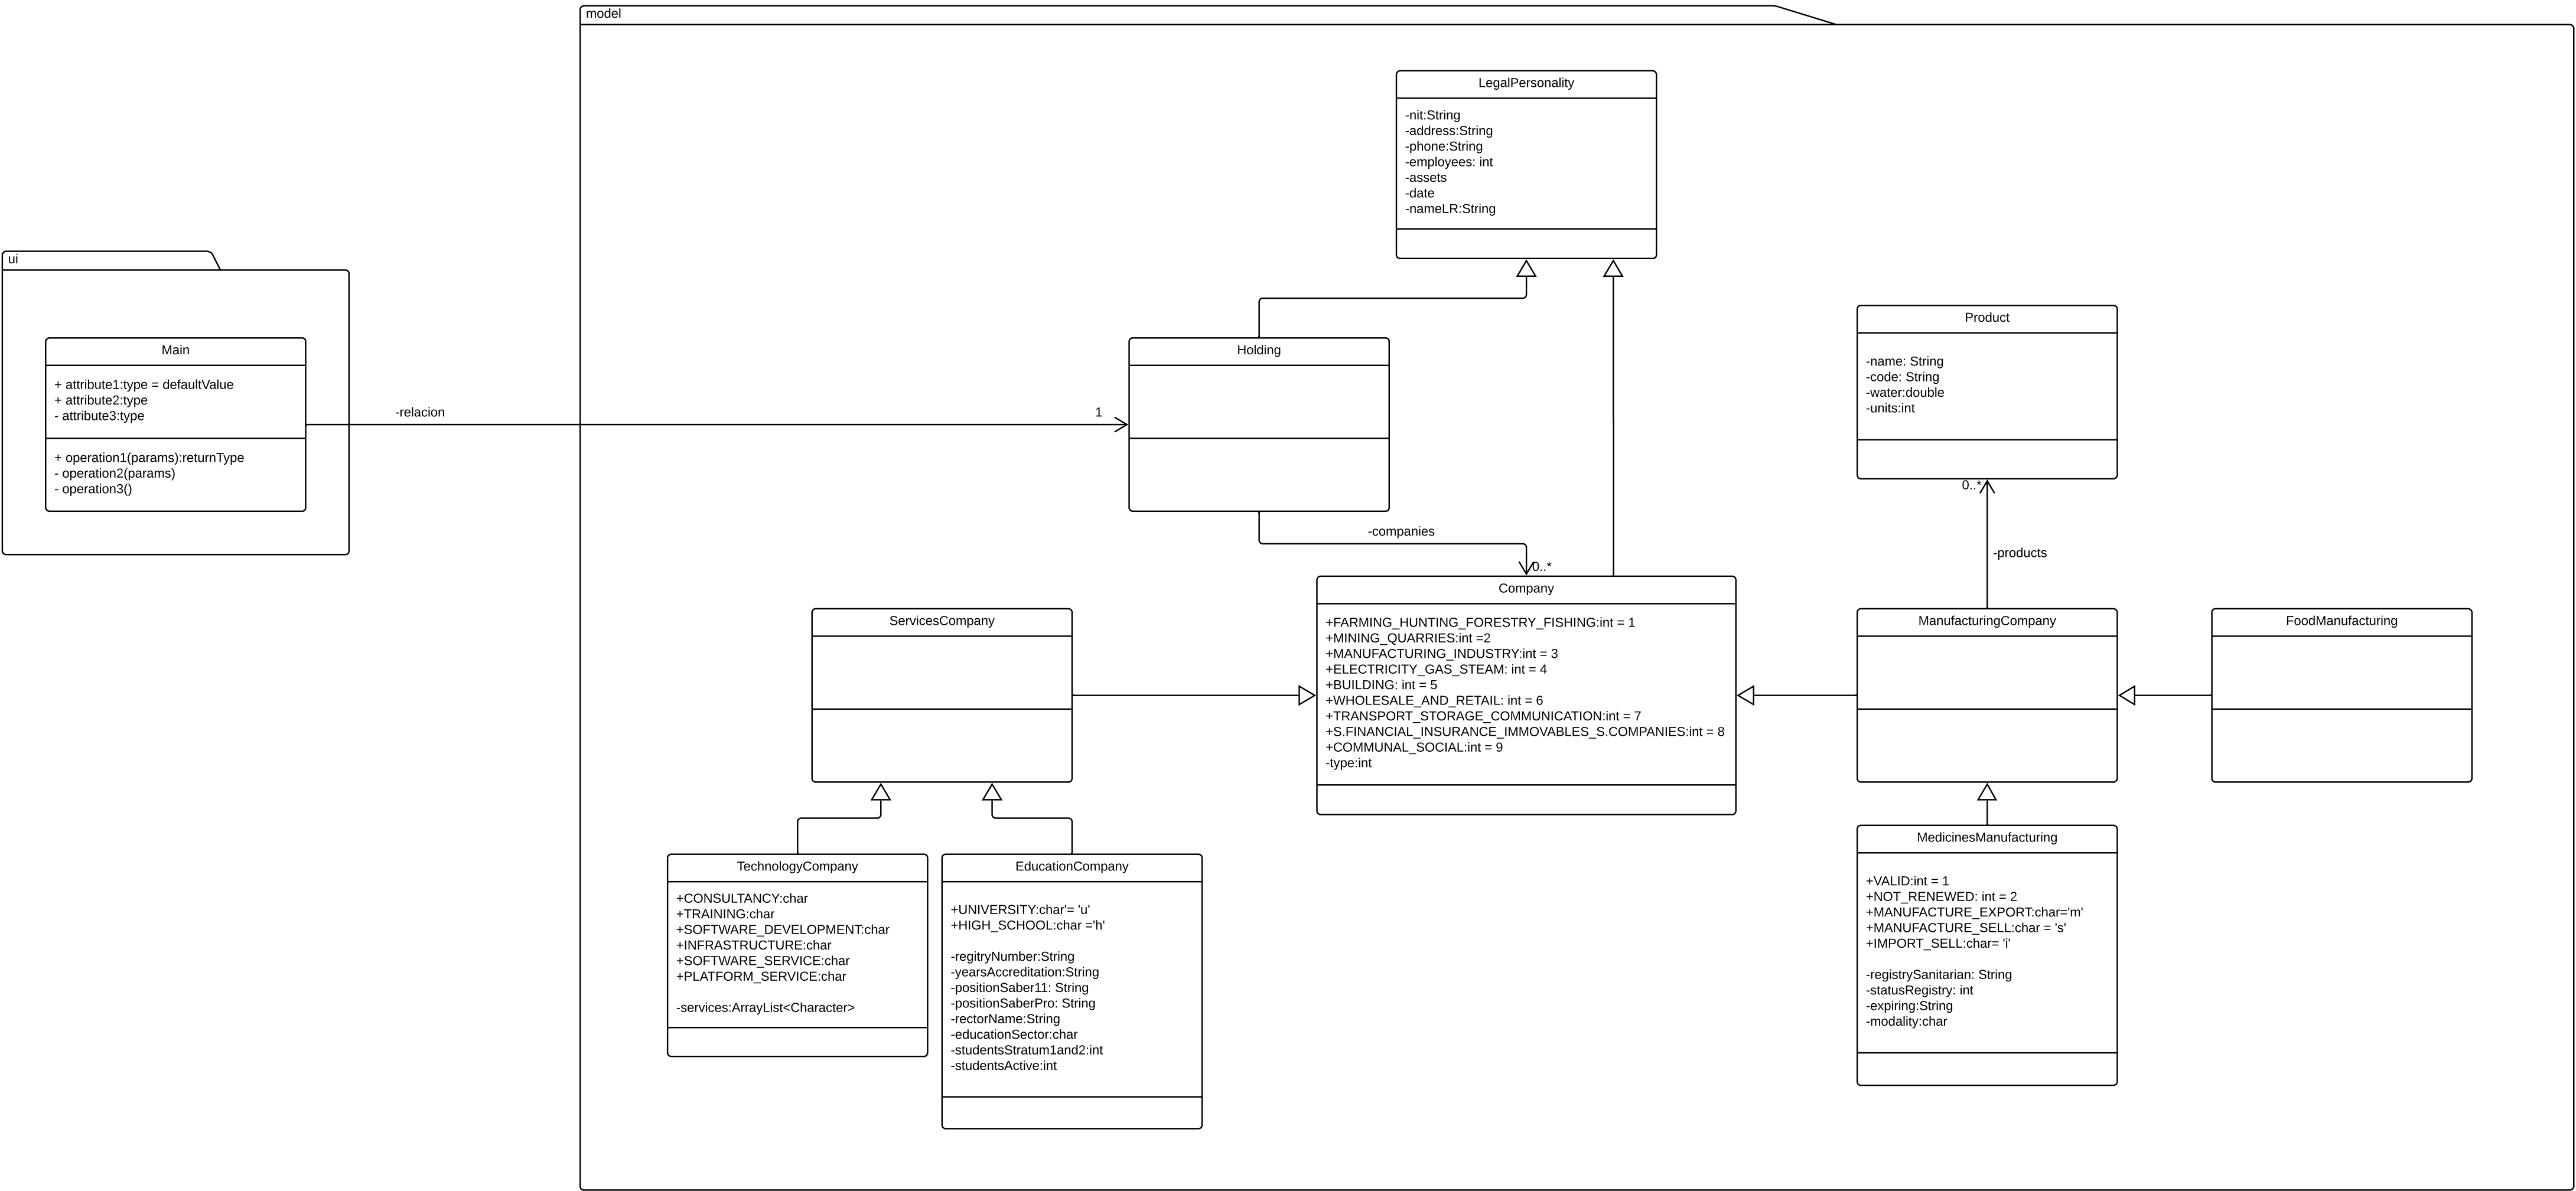 model
LegalPersonality
-nit:String
-address:String
-phone:String
-employees: int
-assets
-date
-nameLR:String
ui
Main
+ attribute1:type = defaultValue
+ attribute2:type
- attribute3:type
+ operation1(params):returnType
- operation2(params)
- operation3()
-relacion
1
Holding
-companies
0..*
Product
-name: String
-code: String
-water:double
-units:int
0..*
-products
ServicesCompany
Company
+FARMING_HUNTING_FORESTRY_FISHING:int = 1
+MINING_QUARRIES:int =2
+MANUFACTURING_INDUSTRY:int = 3
+ELECTRICITY_GAS_STEAM: int = 4
+BUILDING: int = 5
+WHOLESALE_AND_RETAIL: int = 6
+TRANSPORT_STORAGE_COMMUNICATION:int = 7
+S.FINANCIAL_INSURANCE_IMMOVABLES_S.COMPANIES:int = 8
+COMMUNAL_SOCIAL:int = 9
-type:int
ManufacturingCompany
FoodManufacturing
TechnologyCompany
+CONSULTANCY:char
+TRAINING:char
+SOFTWARE_DEVELOPMENT:char
+INFRASTRUCTURE:char
+SOFTWARE_SERVICE:char
+PLATFORM_SERVICE:char
-services:ArrayList<Character>
EducationCompany
+UNIVERSITY:char'= 'u'
+HIGH_SCHOOL:char ='h'
-regitryNumber:String
-yearsAccreditation:String
-positionSaber11: String
-positionSaberPro: String
-rectorName:String
-educationSector:char
-studentsStratum1and2:int
-studentsActive:int
MedicinesManufacturing
+VALID:int = 1
+NOT_RENEWED: int = 2
+MANUFACTURE_EXPORT:char='m'
+MANUFACTURE_SELL:char = 's'
+IMPORT_SELL:char= 'i'
-registrySanitarian: String
-statusRegistry: int
-expiring:String
-modality:char